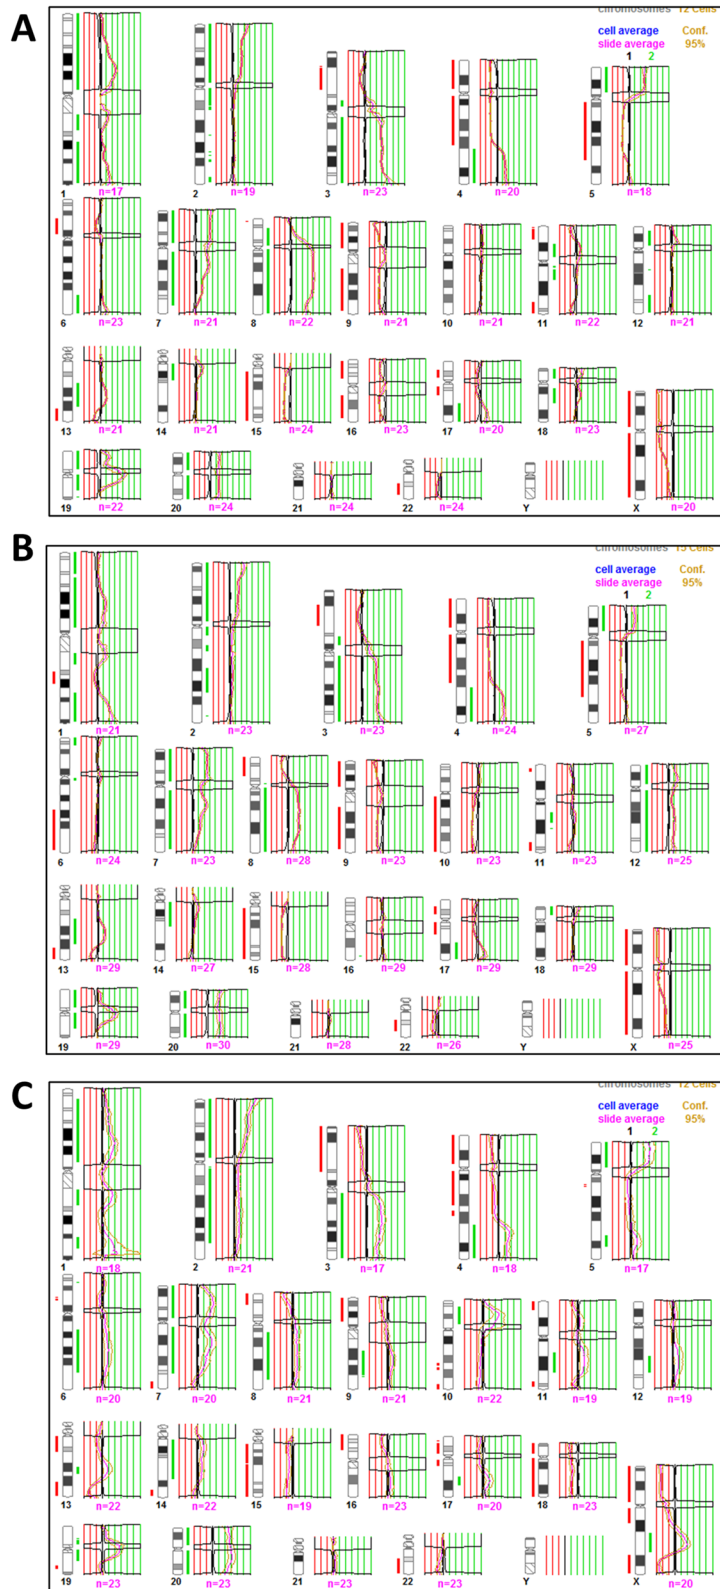 A
chromosomes 12 Cells
cell average Conf.
slide average 95%
1 2
1 n=17
2 n=19
3 n=23
4 n=20
5 n=18
6 n=23
7 n=21
8 n=22
9 n=21
10 n=21
11 n=22
12 n=21
13 n=21
14 n=21
15 n=24
16 n=23
17 n=20
18 n=23
19 n=22
20 n=24
21 n=24
22 n=24
Y
X n=20
B
chromosomes 15 Cells
cell average Conf.
slide average 95%
1 2
1 n=21
2 n=23
3 n=23
4 n=24
5 n=27
6 n=24
7 n=23
8 n=28
9 n=23
10 n=23
11 n=23
12 n=25
13 n=29
14 n=27
15 n=28
16 n=29
17 n=29
18 n=29
19 n=29
20 n=30
21 n=28
22 n=26
Y
X n=25
C
chromosomes 12 Cells
cell average Conf.
slide average 95%
1 2
1 n=18
2 n=21
3 n=17
4 n=18
5 n=17
6 n=20
7 n=20
8 n=21
9 n=21
10 n=22
11 n=19
12 n=19
13 n=22
14 n=22
15 n=19
16 n=23
17 n=20
18 n=23
19 n=23
20 n=23
21 n=23
22 n=23
Y
X n=20